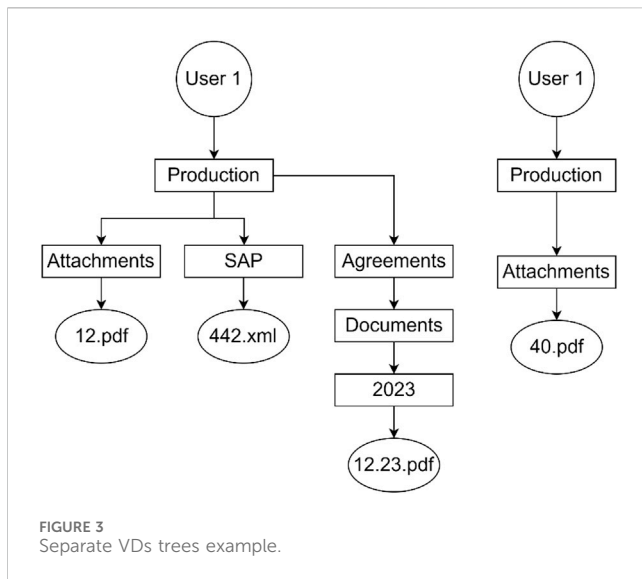 User 1
User 1
Production
Production
Attachments
SAP
Agreements
Attachments
12.pdf
442.xml
Documents
40.pdf
2023
12.23.pdf
FIGURE 3
Separate VDs trees example.